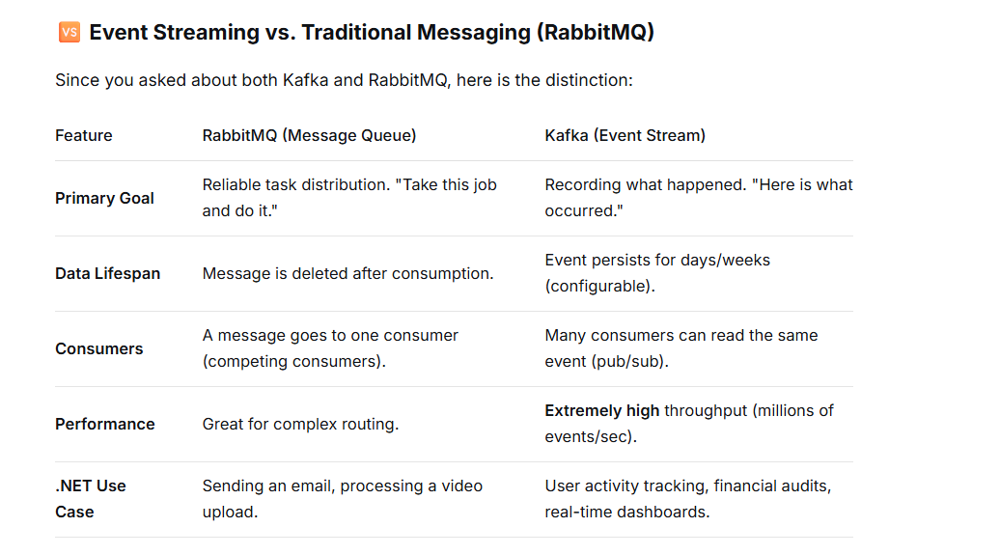 VS Event Streaming vs. Traditional Messaging (RabbitMQ)
Since you asked about both Kafka and RabbitMQ, here is the distinction:
Feature RabbitMQ (Message Queue) Kafka (Event Stream)
Primary Goal Reliable task distribution. "Take this job and do it." Recording what happened. "Here is what occurred."
Data Lifespan Message is deleted after consumption. Event persists for days/weeks (configurable).
Consumers A message goes to one consumer (competing consumers). Many consumers can read the same event (pub/sub).
Performance Great for complex routing. Extremely high throughput (millions of events/sec).
.NET Use Case Sending an email, processing a video upload. User activity tracking, financial audits, real-time dashboards.